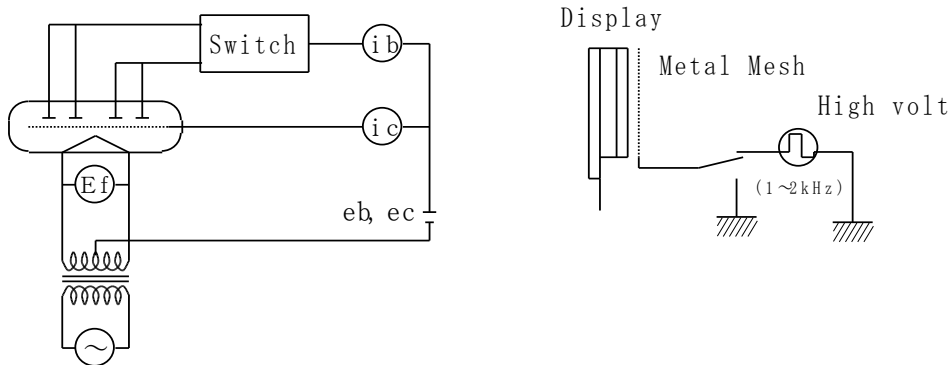 Switch
ib
ic
Ef
eb, ec
~
Display
Metal Mesh
High volt
(1~2kHz)